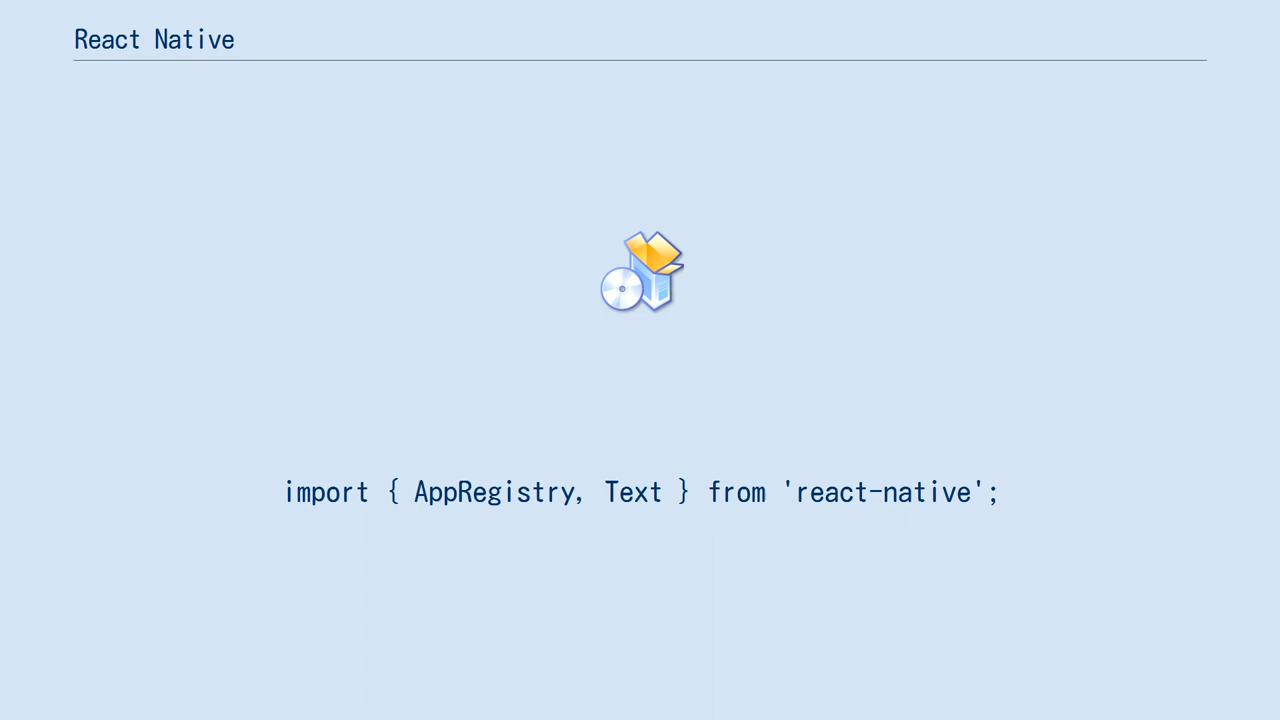 React Native
import { AppRegistry, Text } from 'react-native';